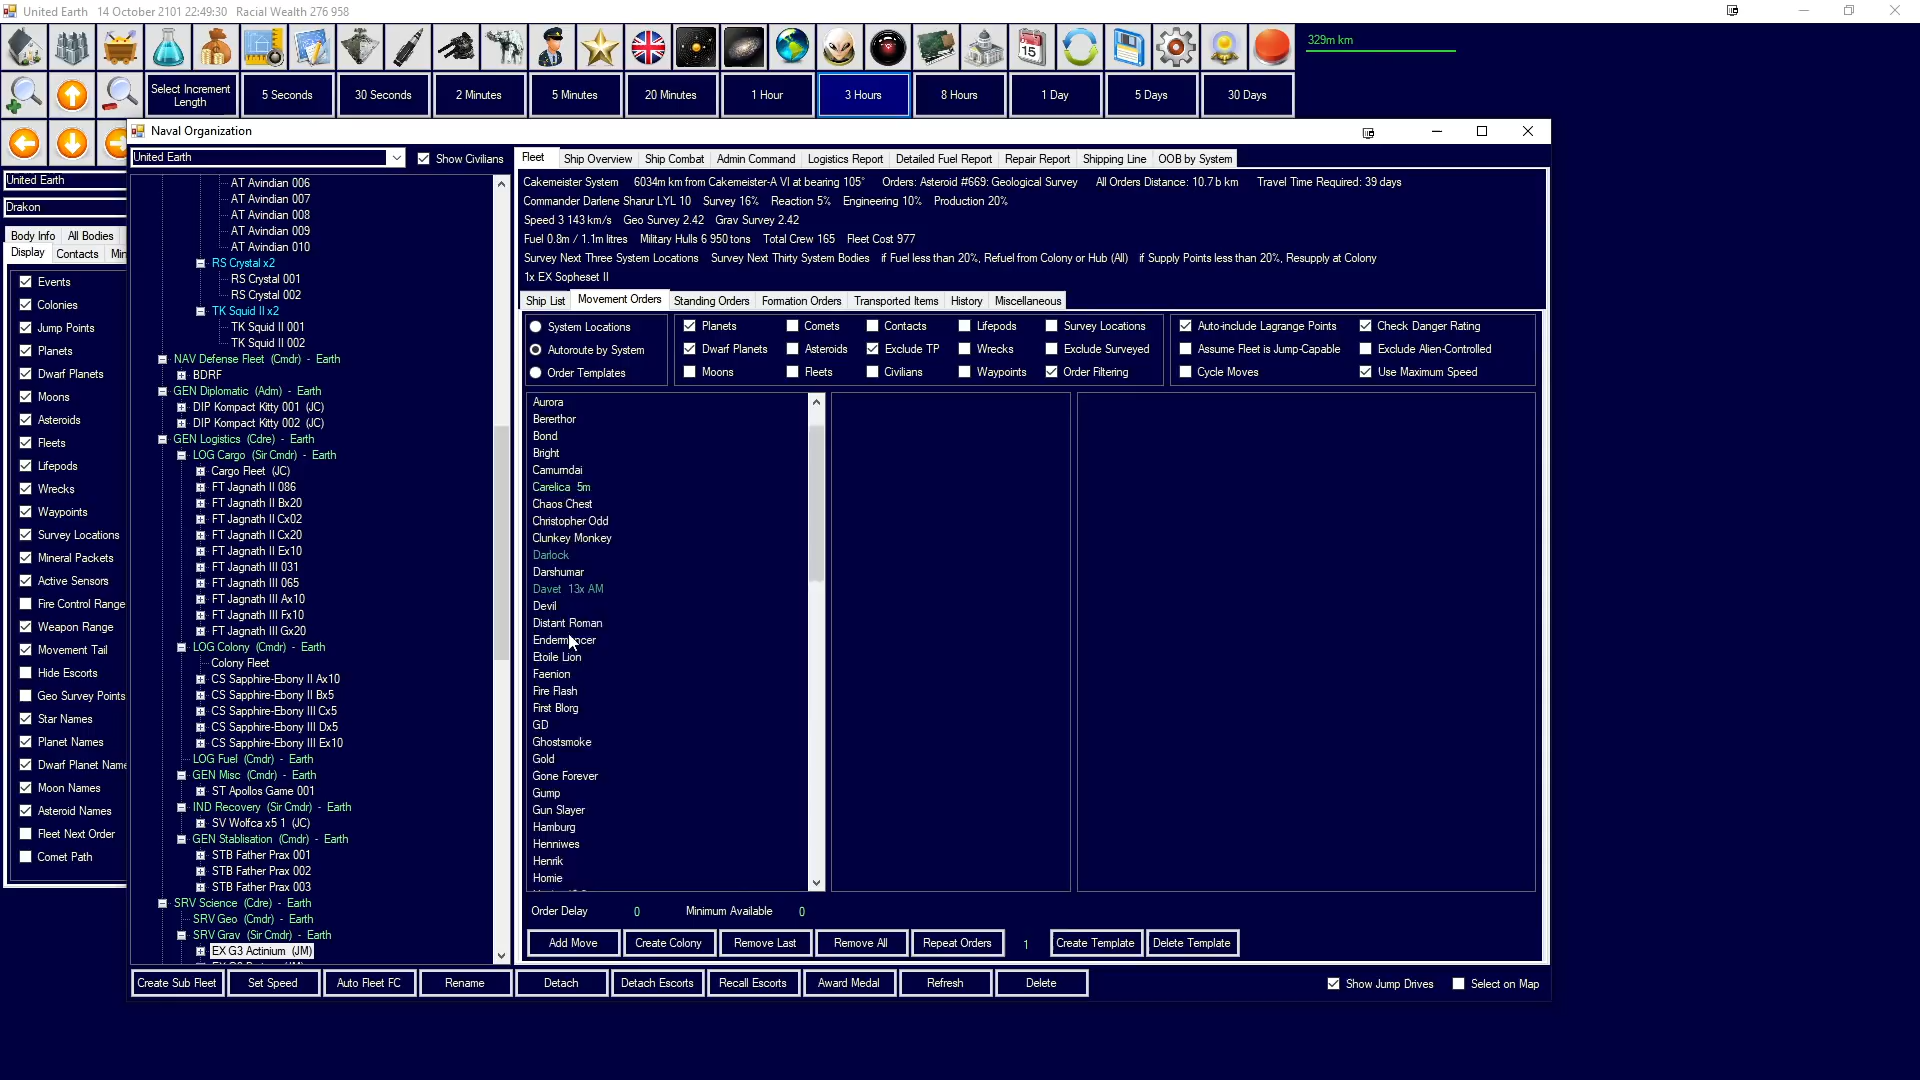 United Earth   14 October 2101 22:49:30   Racial Wealth 276 958
329m km
Select Increment Length
5 Seconds
30 Seconds
2 Minutes
5 Minutes
20 Minutes
1 Hour
3 Hours
8 Hours
1 Day
5 Days
30 Days
United Earth
Drakon
Body Info   All Bodies
Display   Contacts   Min
Events
Colonies
Jump Points
Planets
Dwarf Planets
Moons
Asteroids
Fleets
Lifepods
Wrecks
Waypoints
Survey Locations
Mineral Packets
Active Sensors
Fire Control Range
Weapon Range
Movement Tail
Hide Escorts
Geo Survey Points
Star Names
Planet Names
Dwarf Planet Name
Moon Names
Asteroid Names
Fleet Next Order
Comet Path
Naval Organization
United Earth
Show Civilians
AT Avindian 006
AT Avindian 007
AT Avindian 008
AT Avindian 009
AT Avindian 010
RS Crystal x2
RS Crystal 001
RS Crystal 002
TK Squid II x2
TK Squid II 001
TK Squid II 002
NAV Defense Fleet (Cmdr) - Earth
BDRF
GEN Diplomatic (Adm) - Earth
DIP Kompact Kitty 001 (JC)
DIP Kompact Kitty 002 (JC)
GEN Logistics (Cdre) - Earth
LOG Cargo (Sir Cmdr) - Earth
Cargo Fleet (JC)
FT Jagnath II 086
FT Jagnath II Bx20
FT Jagnath II Cx02
FT Jagnath II Cx20
FT Jagnath II Ex10
FT Jagnath III 031
FT Jagnath III 065
FT Jagnath III Ax10
FT Jagnath III Fx10
FT Jagnath III Gx20
LOG Colony (Cmdr) - Earth
Colony Fleet
CS Sapphire-Ebony II Ax10
CS Sapphire-Ebony II Bx5
CS Sapphire-Ebony III Cx5
CS Sapphire-Ebony III Dx5
CS Sapphire-Ebony III Ex10
LOG Fuel (Cmdr) - Earth
GEN Misc (Cmdr) - Earth
ST Apollos Game 001
IND Recovery (Sir Cmdr) - Earth
SV Wolfca x5 1 (JC)
GEN Stablisation (Cmdr) - Earth
STB Father Prax 001
STB Father Prax 002
STB Father Prax 003
SRV Science (Cdre) - Earth
SRV Geo (Cmdr) - Earth
SRV Grav (Sir Cmdr) - Earth
EX G3 Actinium (JM)
Fleet   Ship Overview   Ship Combat   Admin Command   Logistics Report   Detailed Fuel Report   Repair Report   Shipping Line   OOB by System
Cakemeister System   6034m km from Cakemeister-A VI at bearing 105°   Orders: Asteroid #669: Geological Survey   All Orders Distance: 10.7 b km   Travel Time Required: 39 days
Commander Darlene Sharur LYL 10   Survey 16%   Reaction 5%   Engineering 10%   Production 20%
Speed 3 143 km/s   Geo Survey 2.42   Grav Survey 2.42
Fuel 0.8m / 1.1m litres   Military Hulls 6 950 tons   Total Crew 165   Fleet Cost 977
Survey Next Three System Locations   Survey Next Thirty System Bodies   if Fuel less than 20%, Refuel from Colony or Hub (All)   if Supply Points less than 20%, Resupply at Colony
1x EX Sopheset II
Ship List   Movement Orders   Standing Orders   Formation Orders   Transported Items   History   Miscellaneous
System Locations   Planets   Comets   Contacts   Lifepods   Survey Locations   Auto-include Lagrange Points   Check Danger Rating
Autoroute by System   Dwarf Planets   Asteroids   Exclude TP   Wrecks   Exclude Surveyed   Assume Fleet is Jump-Capable   Exclude Alien-Controlled
Order Templates   Moons   Fleets   Civilians   Waypoints   Order Filtering   Cycle Moves   Use Maximum Speed
Aurora
Bererthor
Bond
Bright
Camurndai
Carelica  5m
Chaos Chest
Christopher Odd
Clunkey Monkey
Darlock
Darshumar
Davet  13x AM
Devil
Distant Roman
Etoile Lion
Faenion
Fire Flash
First Blorg
GD
Ghostsmoke
Gold
Gone Forever
Gump
Gun Slayer
Hamburg
Henniwes
Henrik
Homie
Order Delay   0   Minimum Available   0
Add Move   Create Colony   Remove Last   Remove All   Repeat Orders   1   Create Template   Delete Template
Create Sub Fleet   Set Speed   Auto Fleet FC   Rename   Detach   Detach Escorts   Recall Escorts   Award Medal   Refresh   Delete   Show Jump Drives   Select on Map